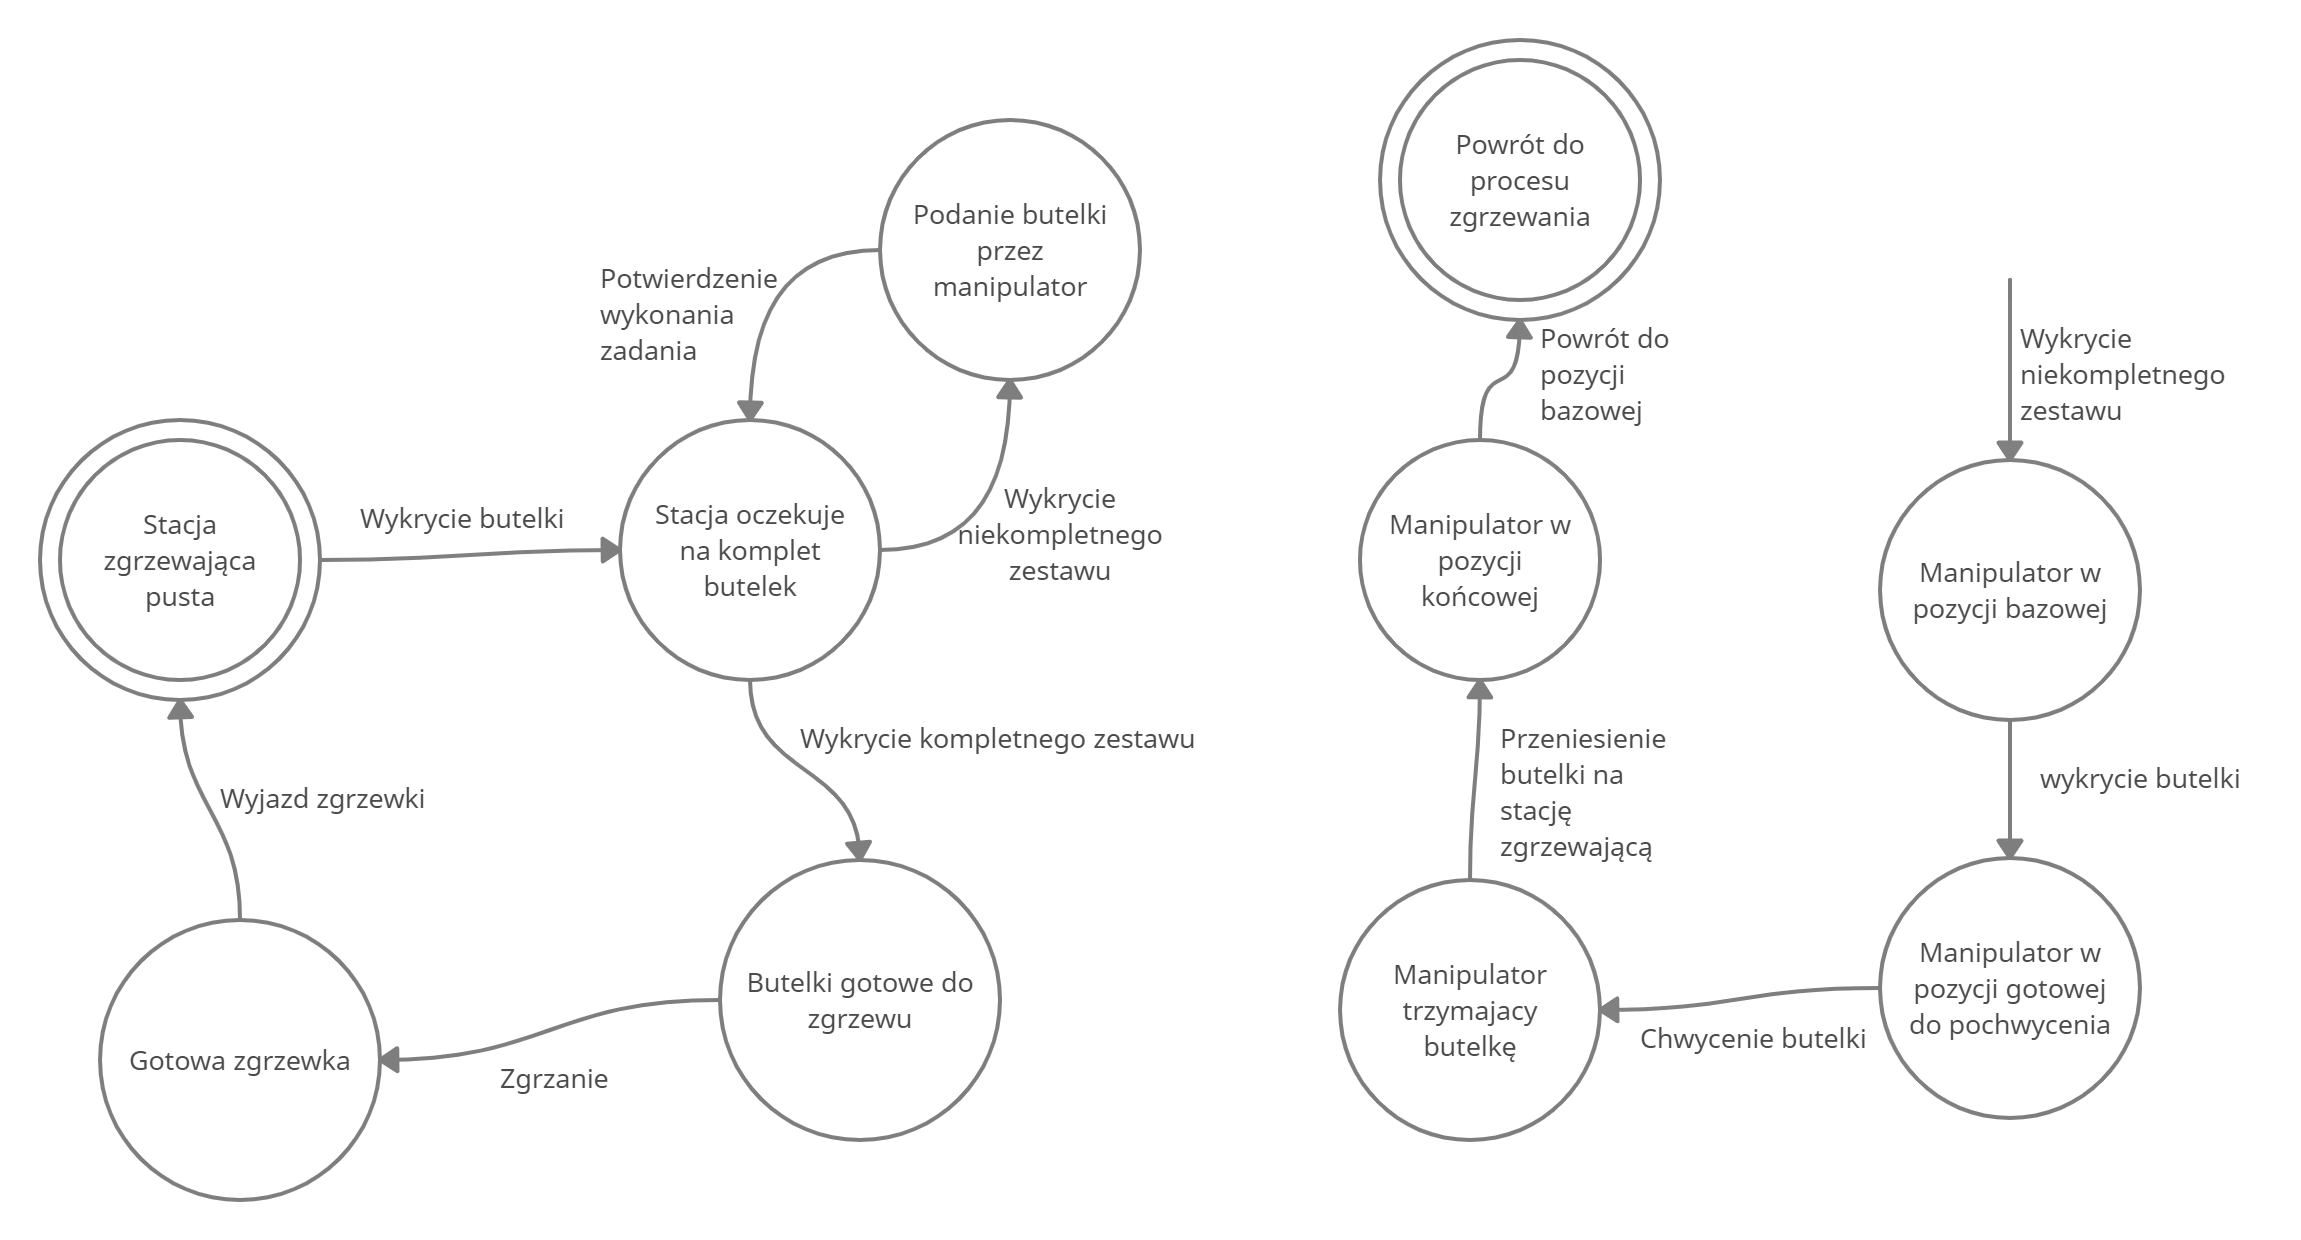 Podanie butelki
przez
manipulator
Potwierdzenie
wykonania
zadania
Stacja
zgrzewająca
pusta
Wykrycie butelki
Stacja oczekuje
na komplet
butelek
Wykrycie
niekompletnego
zestawu
Wykrycie kompletnego zestawu
Wyjazd zgrzewki
Butelki gotowe do
zgrzewu
Zgrzanie
Gotowa zgrzewka
Powrót do
procesu
zgrzewania
Powrót do
pozycji
bazowej
Wykrycie
niekompletnego
zestawu
Manipulator w
pozycji
końcowej
Manipulator w
pozycji bazowej
Przeniesienie
butelki na
stację
zgrzewającą
wykrycie butelki
Manipulator
trzymajacy
butelkę
Chwycenie butelki
Manipulator w
pozycji gotowej
do pochwycenia